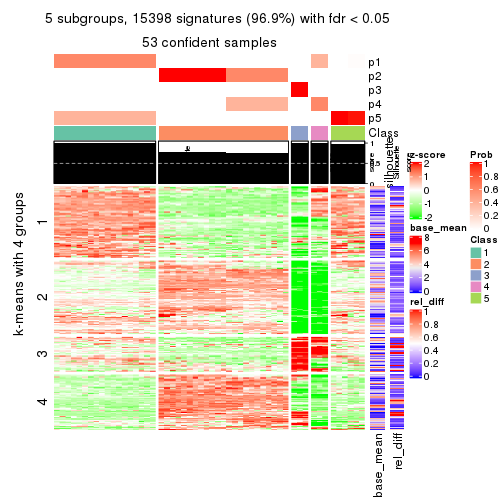 5 subgroups, 15398 signatures (96.9%) with fdr < 0.05
53 confident samples
p1
p2
p3
p4
p5
Class
1
0.5
0
Silhouette
score
silhouette
k-means with 4 groups
1
2
3
4
base_mean
rel_diff
z-score
2
1
0
-1
-2
base_mean
8
6
4
2
0
rel_diff
1
0.8
0.6
0.4
0.2
0
Prob
1
0.8
0.6
0.4
0.2
0
Class
1
2
3
4
5